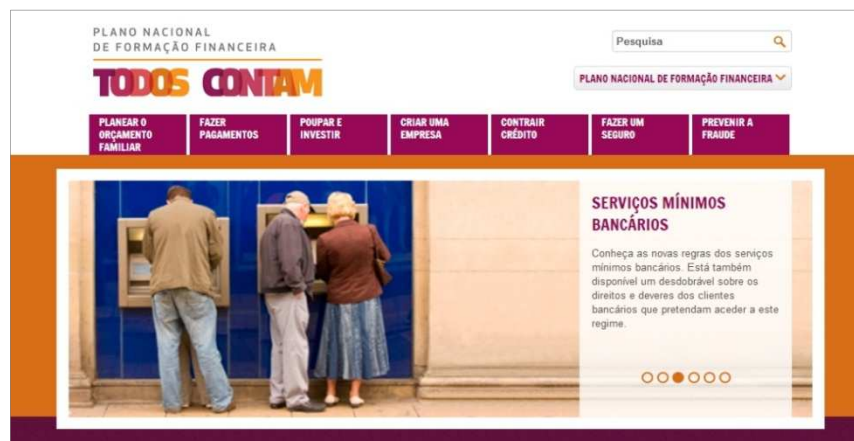 PLANO NACIONAL
DE FORMAÇÃO FINANCEIRA
TODOS CONTAM
Pesquisa
PLANO NACIONAL DE FORMAÇÃO FINANCEIRA
PLANEAR O
ORÇAMENTO
FAMILIAR
FAZER
PAGAMENTOS
POUPAR E
INVESTIR
CRIAR UMA
EMPRESA
CONTRAIR
CRÉDITO
FAZER UM
SEGURO
PREVENIR A
FRAUDE
SERVIÇOS MÍNIMOS
BANCÁRIOS
Conheça as novas regras dos serviços
mínimos bancários. Está também
disponível um desdobrável sobre os
direitos e deveres dos clientes
bancários que pretendam aceder a este
regime.